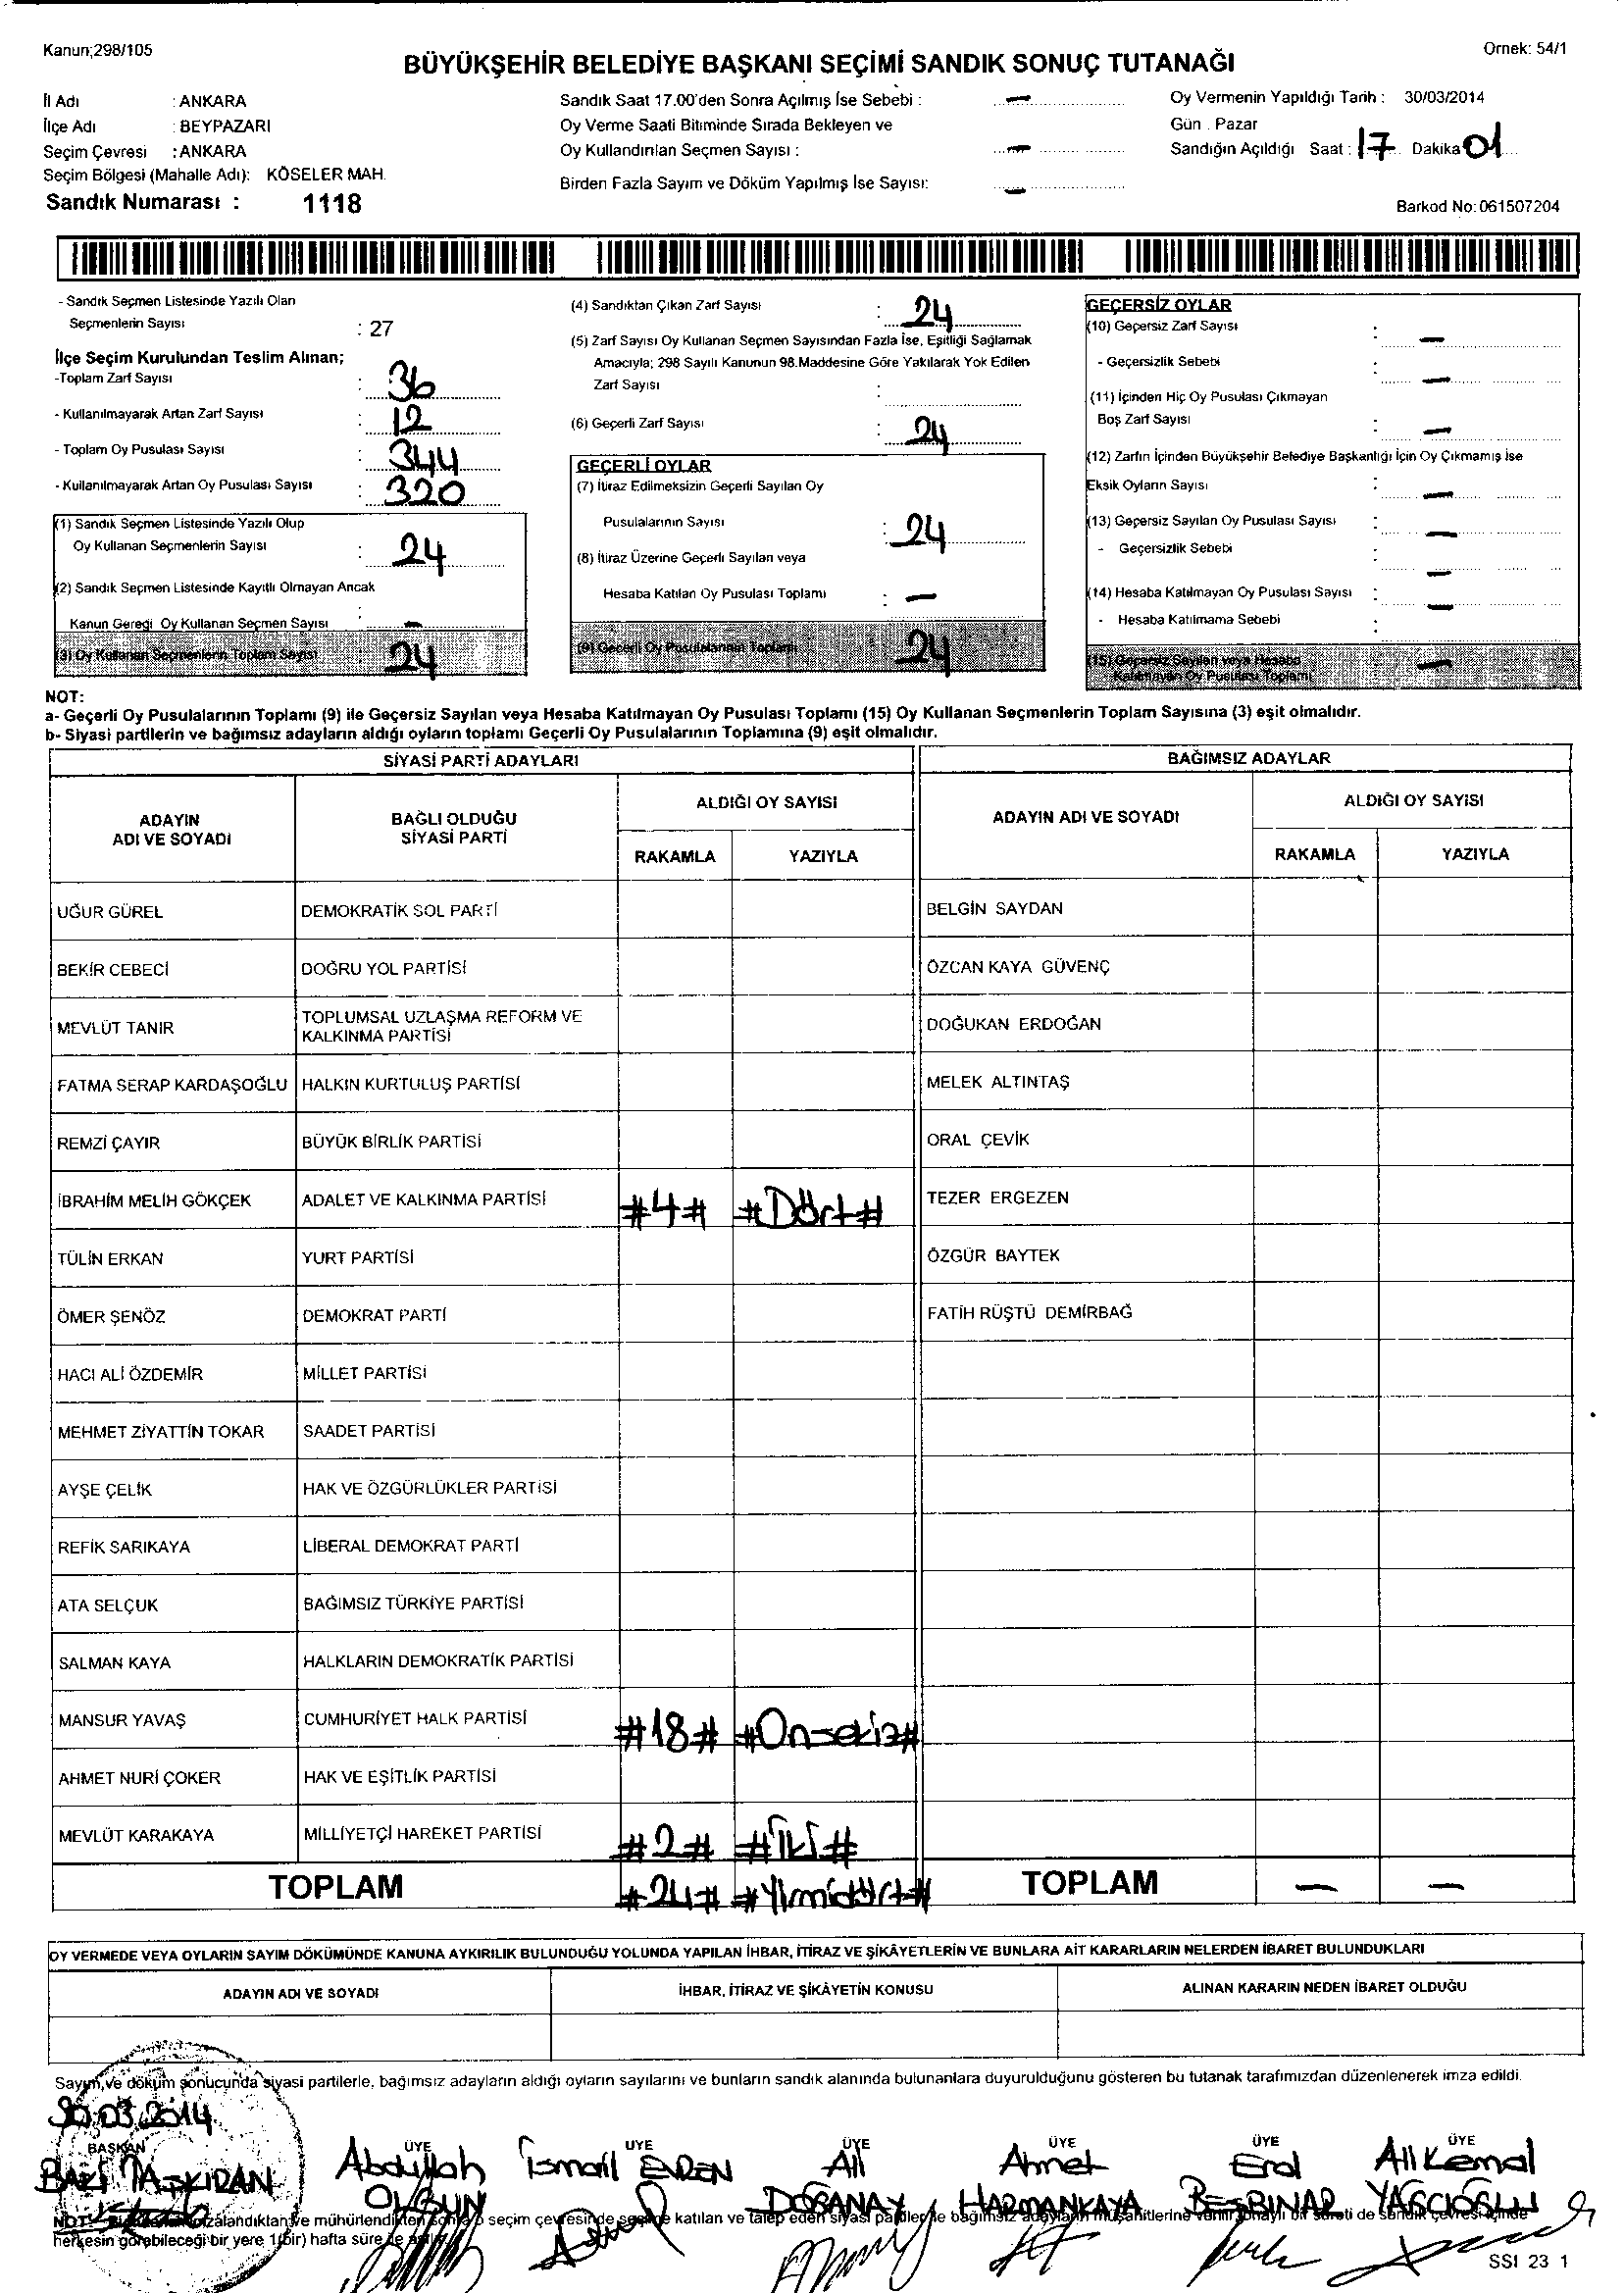 Kanun;298/105
Örnek: 54/1
BÜYÜKŞEHİR BELEDİYE BAŞKANI SEÇİMİ SANDIK SONUÇ TUTANAĞI
İl Adı : ANKARA
İlçe Adı : BEYPAZARI
Seçim Çevresi : ANKARA
Seçim Bölgesi (Mahalle Adı): KÖSELER MAH.
Sandık Numarası : 1118
Sandık Saat 17.00'den Sonra Açılmış İse Sebebi : —
Oy Verme Saati Bitiminde Sırada Bekleyen ve
Oy Kullandırılan Seçmen Sayısı : —
Birden Fazla Sayım ve Döküm Yapılmış İse Sayısı: —
Oy Vermenin Yapıldığı Tarih : 30/03/2014
Gün : Pazar
Sandığın Açıldığı Saat : 17 Dakika 01
Barkod No:061507204
- Sandık Seçmen Listesinde Yazılı Olan
Seçmenlerin Sayısı : 27
İlçe Seçim Kurulundan Teslim Alınan;
-Toplam Zarf Sayısı : 36
- Kullanılmayarak Artan Zarf Sayısı : 12
- Toplam Oy Pusulası Sayısı : 344
- Kullanılmayarak Artan Oy Pusulası Sayısı : 320
(1) Sandık Seçmen Listesinde Yazılı Olup
Oy Kullanan Seçmenlerin Sayısı : 24
(2) Sandık Seçmen Listesinde Kayıtlı Olmayan Ancak
Kanun Gereği Oy Kullanan Seçmen Sayısı : —
(3) Oy Kullanan Seçmenlerin Toplam Sayısı 24
(4) Sandıktan Çıkan Zarf Sayısı : 24
(5) Zarf Sayısı Oy Kullanan Seçmen Sayısından Fazla İse, Eşitliği Sağlamak
Amacıyla; 298 Sayılı Kanunun 98.Maddesine Göre Yakılarak Yok Edilen
Zarf Sayısı :
(6) Geçerli Zarf Sayısı : 24
GEÇERLİ OYLAR
(7) İtiraz Edilmeksizin Geçerli Sayılan Oy
Pusulalarının Sayısı : 24
(8) İtiraz Üzerine Geçerli Sayılan veya
Hesaba Katılan Oy Pusulası Toplamı : —
(9) Geçerli Oy Pusulalarının Toplamı 24
GEÇERSİZ OYLAR
(10) Geçersiz Zarf Sayısı : —
- Geçersizlik Sebebi : —
(11) İçinden Hiç Oy Pusulası Çıkmayan
Boş Zarf Sayısı : —
(12) Zarfın İçinden Büyükşehir Belediye Başkanlığı İçin Oy Çıkmamış İse
Eksik Oyların Sayısı : —
(13) Geçersiz Sayılan Oy Pusulası Sayısı : —
- Geçersizlik Sebebi : —
(14) Hesaba Katılmayan Oy Pusulası Sayısı : —
- Hesaba Katılmama Sebebi :
(15) Geçersiz Sayılan veya Hesaba
Katılmayan Oy Pusulası Toplamı —
NOT:
a- Geçerli Oy Pusulalarının Toplamı (9) ile Geçersiz Sayılan veya Hesaba Katılmayan Oy Pusulası Toplamı (15) Oy Kullanan Seçmenlerin Toplam Sayısına (3) eşit olmalıdır.
b- Siyasi partilerin ve bağımsız adayların aldığı oyların toplamı Geçerli Oy Pusulalarının Toplamına (9) eşit olmalıdır.
SİYASİ PARTİ ADAYLARI
ADAYIN ADI VE SOYADI BAĞLI OLDUĞU SİYASİ PARTİ ALDIĞI OY SAYISI
RAKAMLA YAZIYLA
UĞUR GÜREL DEMOKRATİK SOL PARTİ
BEKİR CEBECİ DOĞRU YOL PARTİSİ
MEVLÜT TANIR TOPLUMSAL UZLAŞMA REFORM VE KALKINMA PARTİSİ
FATMA SERAP KARDAŞOĞLU HALKIN KURTULUŞ PARTİSİ
REMZİ ÇAYIR BÜYÜK BİRLİK PARTİSİ
İBRAHİM MELİH GÖKÇEK ADALET VE KALKINMA PARTİSİ #4# #Dört#
TÜLİN ERKAN YURT PARTİSİ
ÖMER ŞENÖZ DEMOKRAT PARTİ
HACI ALİ ÖZDEMİR MİLLET PARTİSİ
MEHMET ZİYATTİN TOKAR SAADET PARTİSİ
AYŞE ÇELİK HAK VE ÖZGÜRLÜKLER PARTİSİ
REFİK SARIKAYA LİBERAL DEMOKRAT PARTİ
ATA SELÇUK BAĞIMSIZ TÜRKİYE PARTİSİ
SALMAN KAYA HALKLARIN DEMOKRATİK PARTİSİ
MANSUR YAVAŞ CUMHURİYET HALK PARTİSİ #18# #Onsekiz#
AHMET NURİ ÇOKER HAK VE EŞİTLİK PARTİSİ
MEVLÜT KARAKAYA MİLLİYETÇİ HAREKET PARTİSİ #2# #İki#
TOPLAM #24# #Yirmidört#
BAĞIMSIZ ADAYLAR
ADAYIN ADI VE SOYADI ALDIĞI OY SAYISI
RAKAMLA YAZIYLA
BELGİN SAYDAN
ÖZCAN KAYA GÜVENÇ
DOĞUKAN ERDOĞAN
MELEK ALTINTAŞ
ORAL ÇEVİK
TEZER ERGEZEN
ÖZGÜR BAYTEK
FATİH RÜŞTÜ DEMİRBAĞ
TOPLAM — —
OY VERMEDE VEYA OYLARIN SAYIM DÖKÜMÜNDE KANUNA AYKIRILIK BULUNDUĞU YOLUNDA YAPILAN İHBAR, İTİRAZ VE ŞİKÂYETLERİN VE BUNLARA AİT KARARLARIN NELERDEN İBARET BULUNDUKLARI
ADAYIN ADI VE SOYADI İHBAR, İTİRAZ VE ŞİKÂYETİN KONUSU ALINAN KARARIN NEDEN İBARET OLDUĞU
Sayım,ve döküm sonucunda siyasi partilerle, bağımsız adayların aldığı oyların sayılarını ve bunların sandık alanında bulunanlara duyurulduğunu gösteren bu tutanak tarafımızdan düzenlenerek imza edildi.
30.03.2014
BAŞKAN ÜYE ÜYE ÜYE ÜYE ÜYE ÜYE
BAKİ TAŞKIRAN Abdullah OLGUN İsmail EVREN Ali DOĞANAY Ahmet HARMANKAYA Erol BEŞPINAR Ali Kemal YAĞCIOĞLU
NOT: imzalandıktan ve mühürlendikten sonra o seçim çevresinde seçime katılan ve talep eden siyasi partiler ile bağımsız adayların müşahitlerine verilir onaylı bir sureti de sandık çevresi içinde
herkesin görebileceği bir yere 1(bir) hafta süre ile asılır.
SSI 23 1